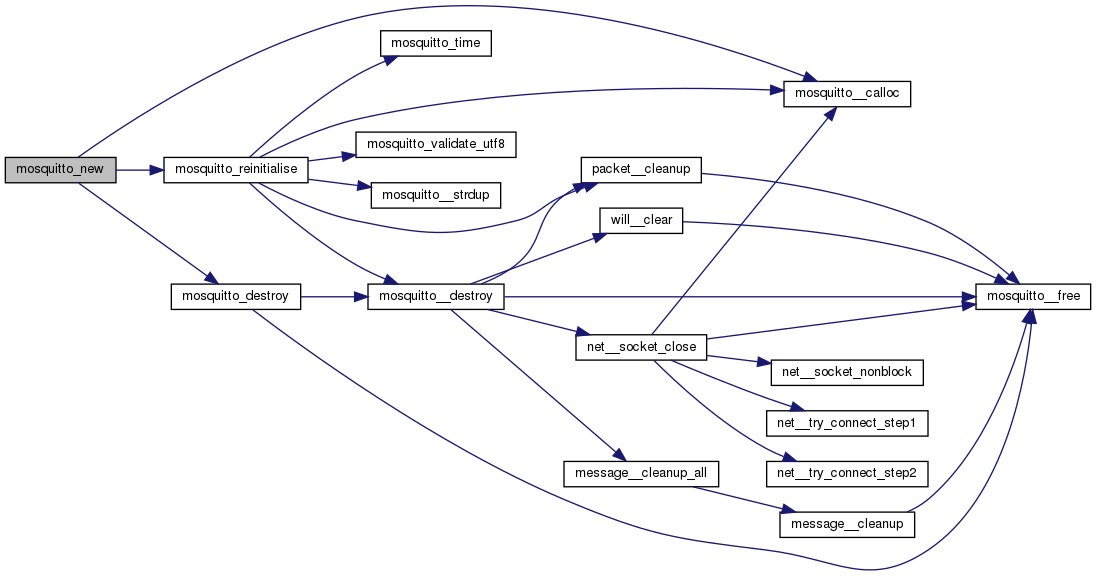 mosquitto_time
mosquitto__calloc
mosquitto_validate_utf8
mosquitto_new
mosquitto_reinitialise
packet__cleanup
mosquitto__strdup
will__clear
mosquitto_destroy
mosquitto__destroy
mosquitto__free
net__socket_close
net__socket_nonblock
net__try_connect_step1
message__cleanup_all
net__try_connect_step2
message__cleanup